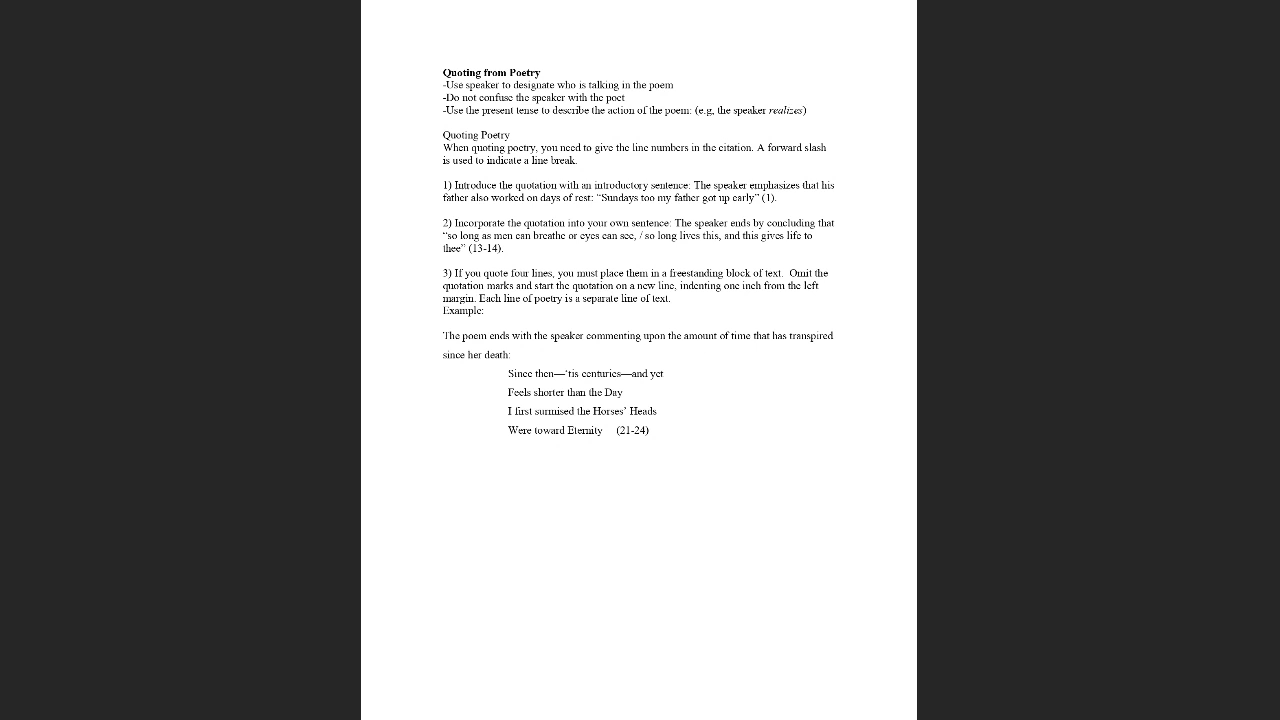 Quoting from Poetry
-Use speaker to designate who is talking in the poem
-Do not confuse the speaker with the poet
-Use the present tense to describe the action of the poem: (e.g, the speaker realizes)
Quoting Poetry
When quoting poetry, you need to give the line numbers in the citation. A forward slash
is used to indicate a line break.
1) Introduce the quotation with an introductory sentence: The speaker emphasizes that his
father also worked on days of rest: “Sundays too my father got up early” (1).
2) Incorporate the quotation into your own sentence: The speaker ends by concluding that
“so long as men can breathe or eyes can see, / so long lives this, and this gives life to
thee” (13-14).
3) If you quote four lines, you must place them in a freestanding block of text.  Omit the
quotation marks and start the quotation on a new line, indenting one inch from the left
margin. Each line of poetry is a separate line of text.
Example:
The poem ends with the speaker commenting upon the amount of time that has transpired
since her death:
Since then—‘tis centuries—and yet
Feels shorter than the Day
I first surmised the Horses’ Heads
Were toward Eternity    (21-24)